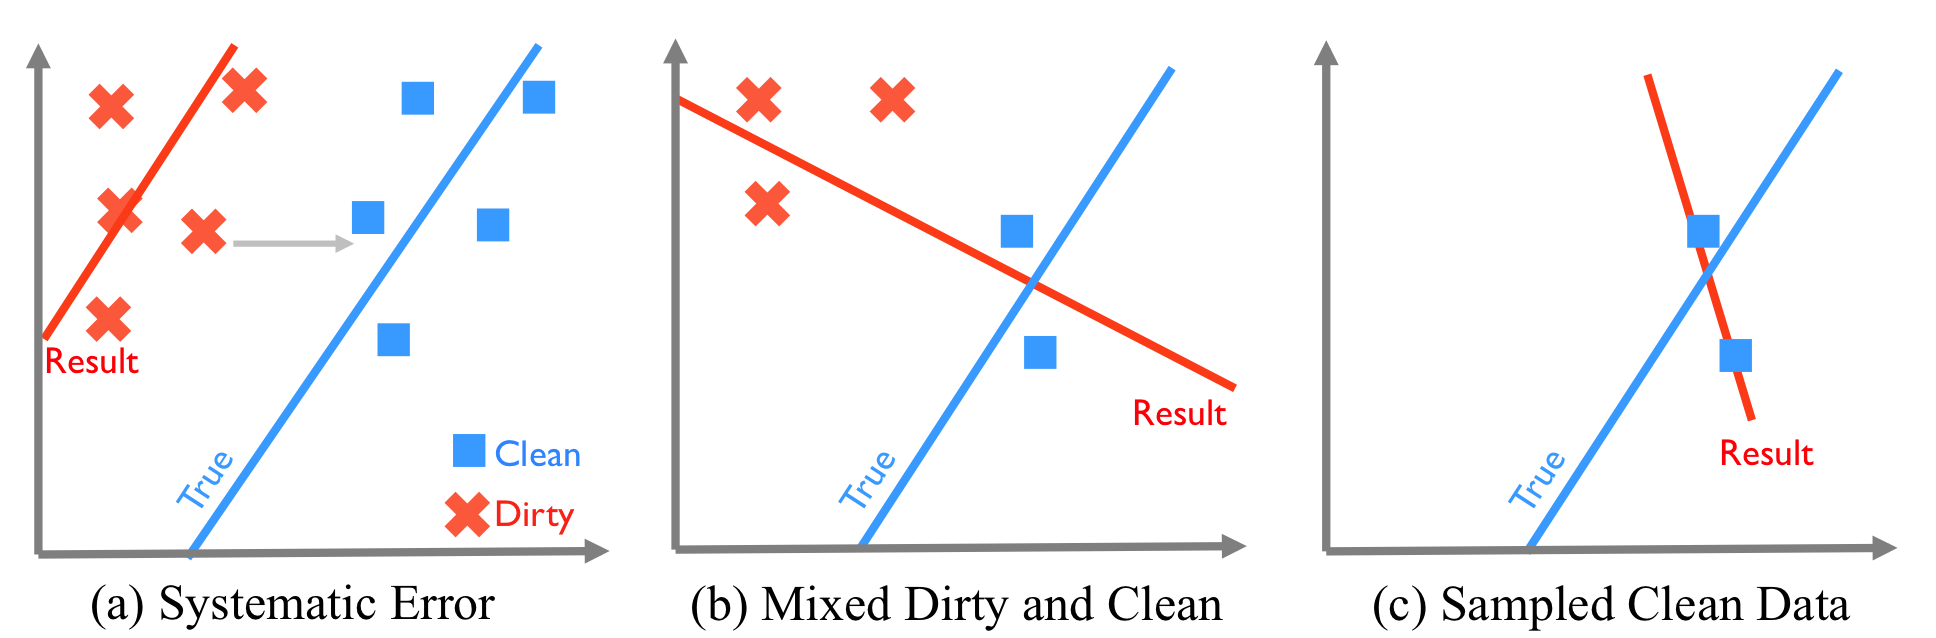 Result
True
Clean
Dirty
(a) Systematic Error
Result
True
(b) Mixed Dirty and Clean
Result
True
(c) Sampled Clean Data